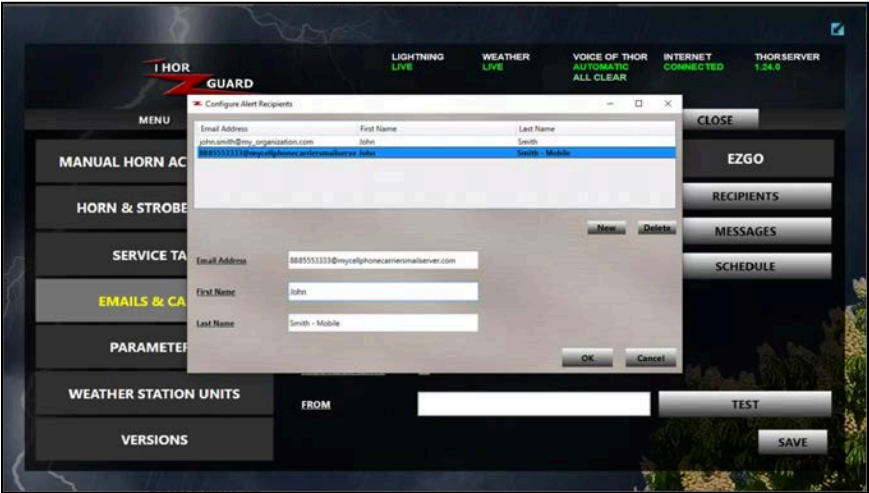 THOR
GUARD
LIGHTNING
LIVE
WEATHER
LIVE
VOICE OF THOR
AUTOMATIC
ALL CLEAR
INTERNET
CONNECTED
THORSERVER
1.24.0
MENU
CLOSE
Configure Alert Recipients
Email Address First Name Last Name
john.smith@my_organization.com John Smith
8885553333@mycellphonecarriersmailserve John Smith - Mobile
New Delete
Email Address 8885553333@mycellphonecarriersmailserver.com
First Name John
Last Name Smith - Mobile
OK Cancel
MANUAL HORN AC
HORN & STROBE
SERVICE TA
EMAILS & CA
PARAMETER
WEATHER STATION UNITS
VERSIONS
EZGO
RECIPIENTS
MESSAGES
SCHEDULE
FROM
TEST
SAVE